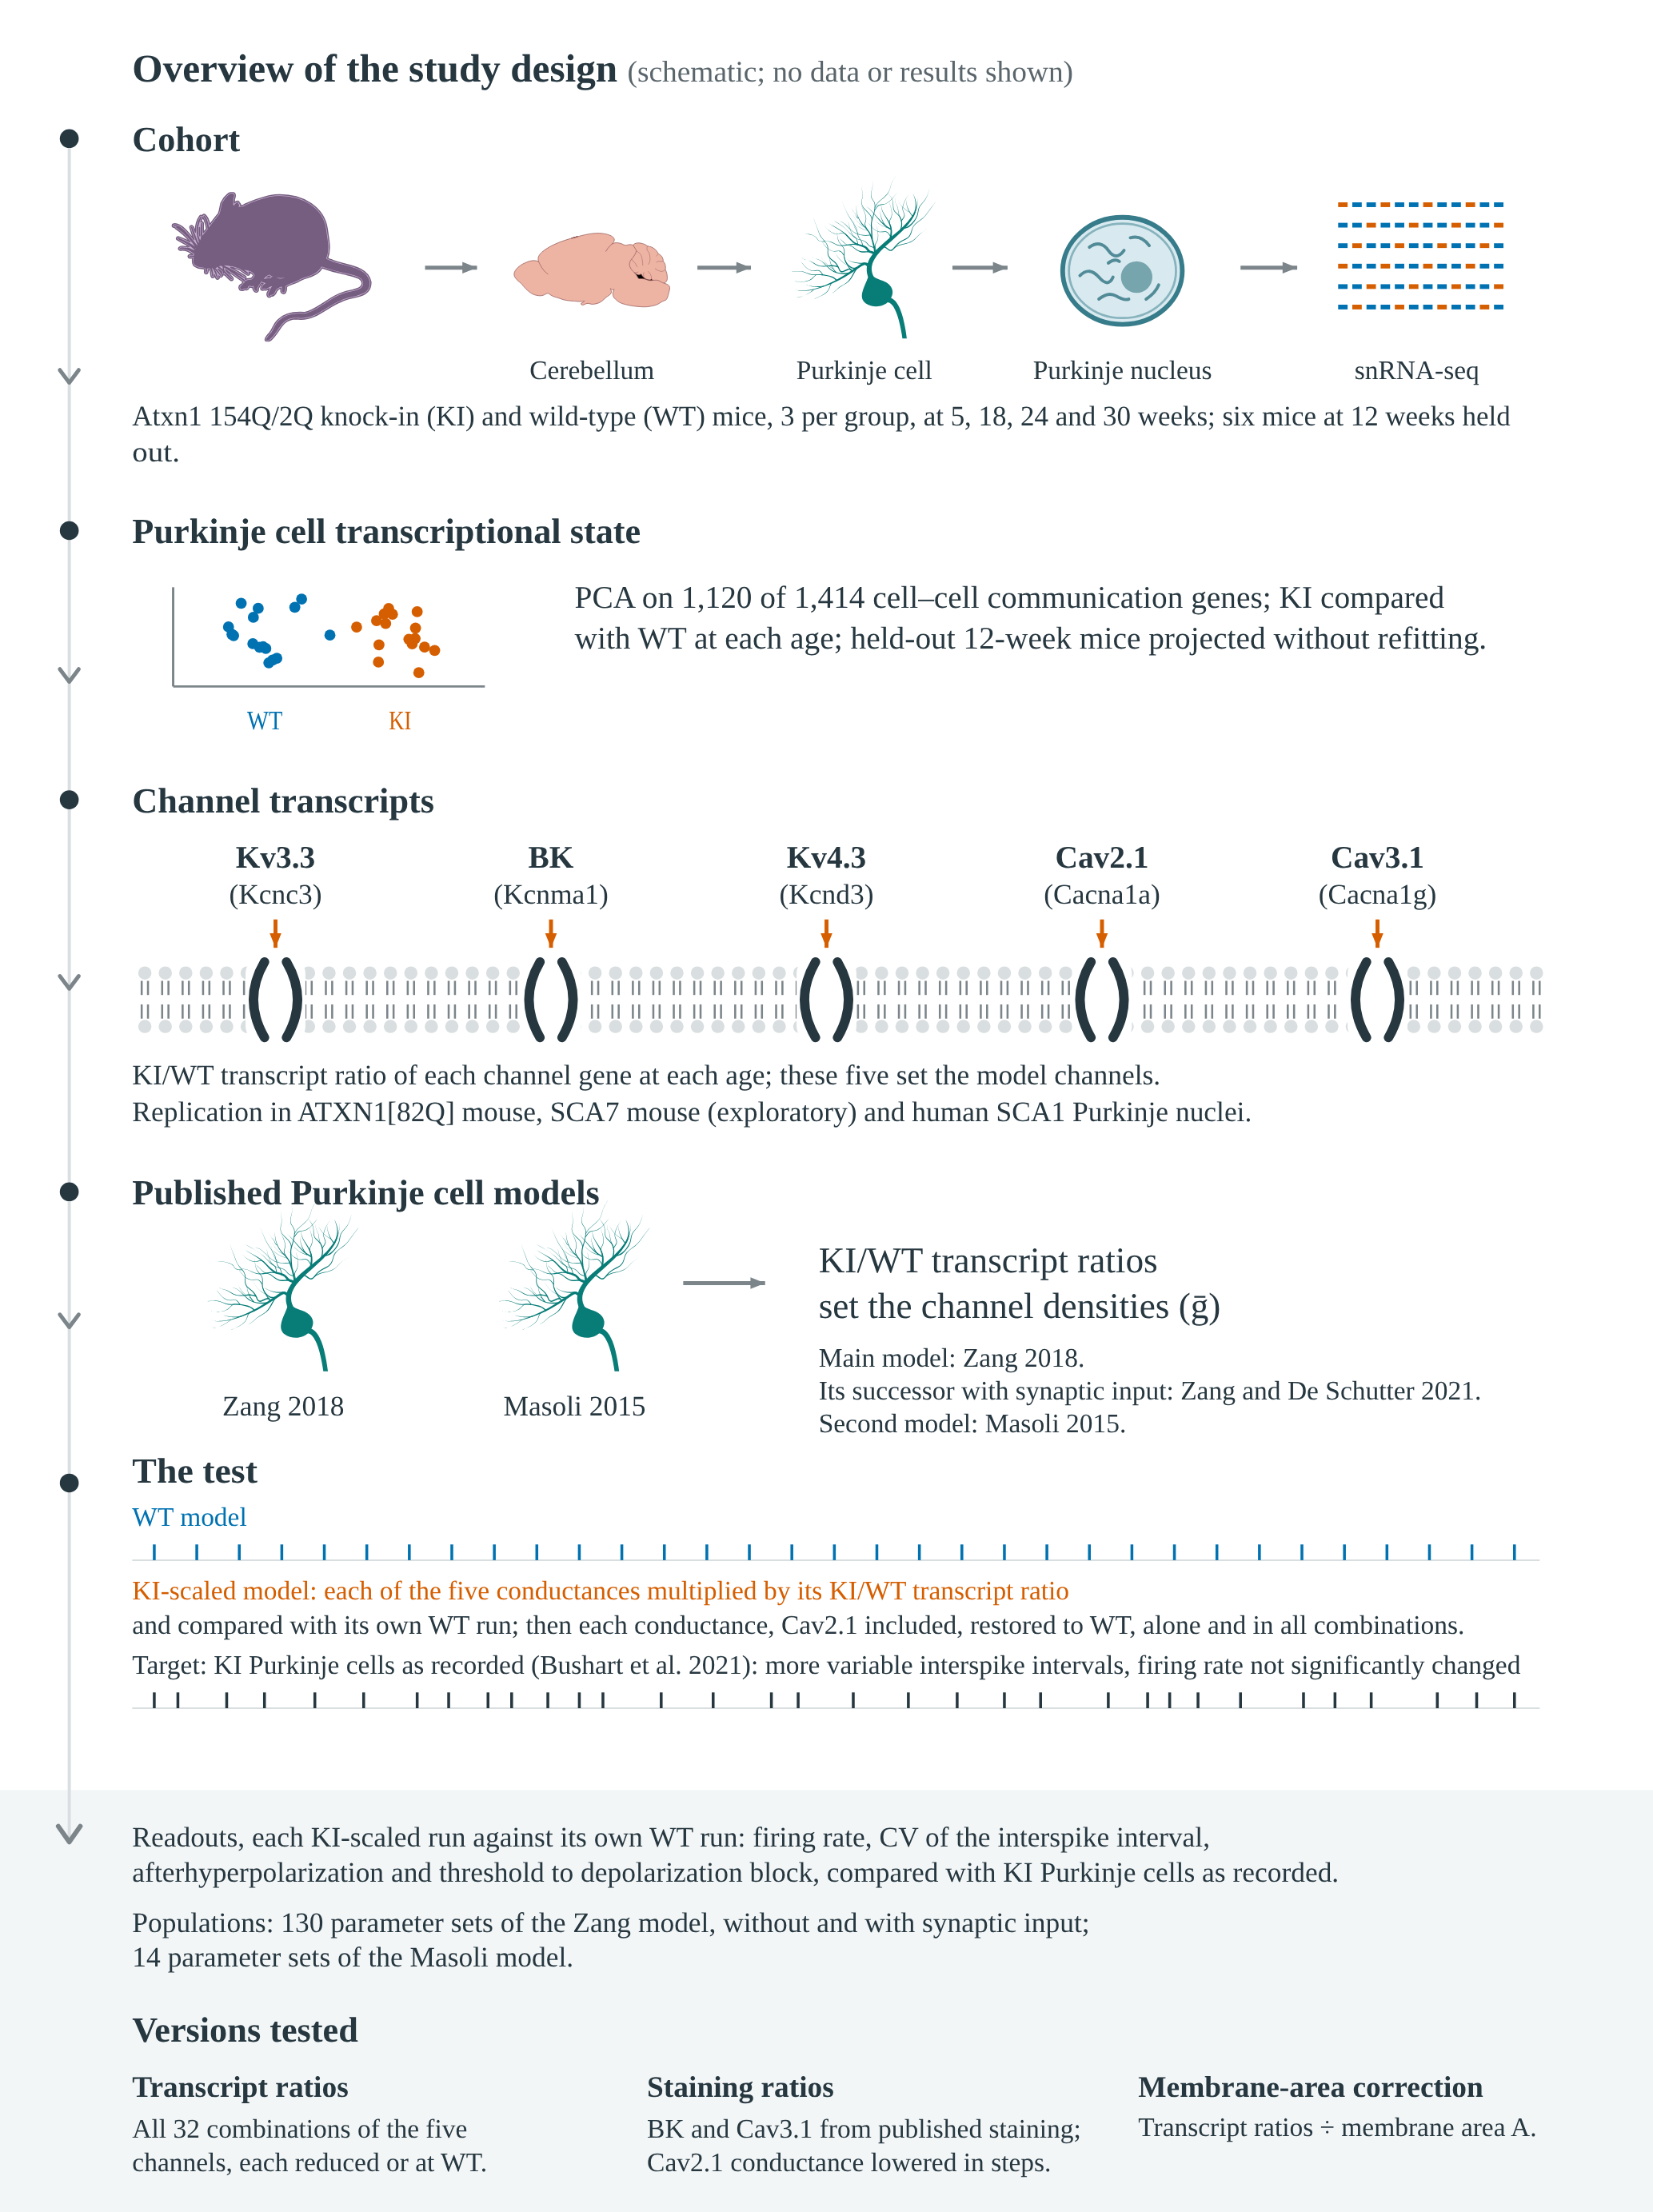 Overview of the study design (schematic; no data or results shown)
Cohort
Cerebellum
Purkinje cell
Purkinje nucleus
snRNA-seq
Atxn1 154Q/2Q knock-in (KI) and wild-type (WT) mice, 3 per group, at 5, 18, 24 and 30 weeks; six mice at 12 weeks held
out.
Purkinje cell transcriptional state
PCA on 1,120 of 1,414 cell–cell communication genes; KI compared
with WT at each age; held-out 12-week mice projected without refitting.
WT
KI
Channel transcripts
Kv3.3
(Kcnc3)
BK
(Kcnma1)
Kv4.3
(Kcnd3)
Cav2.1
(Cacna1a)
Cav3.1
(Cacna1g)
KI/WT transcript ratio of each channel gene at each age; these five set the model channels.
Replication in ATXN1[82Q] mouse, SCA7 mouse (exploratory) and human SCA1 Purkinje nuclei.
Published Purkinje cell models
Zang 2018
Masoli 2015
KI/WT transcript ratios
set the channel densities (ḡ)
Main model: Zang 2018.
Its successor with synaptic input: Zang and De Schutter 2021.
Second model: Masoli 2015.
The test
WT model
KI-scaled model: each of the five conductances multiplied by its KI/WT transcript ratio
and compared with its own WT run; then each conductance, Cav2.1 included, restored to WT, alone and in all combinations.
Target: KI Purkinje cells as recorded (Bushart et al. 2021): more variable interspike intervals, firing rate not significantly changed
Readouts, each KI-scaled run against its own WT run: firing rate, CV of the interspike interval,
afterhyperpolarization and threshold to depolarization block, compared with KI Purkinje cells as recorded.
Populations: 130 parameter sets of the Zang model, without and with synaptic input;
14 parameter sets of the Masoli model.
Versions tested
Transcript ratios
All 32 combinations of the five
channels, each reduced or at WT.
Staining ratios
BK and Cav3.1 from published staining;
Cav2.1 conductance lowered in steps.
Membrane-area correction
Transcript ratios ÷ membrane area A.